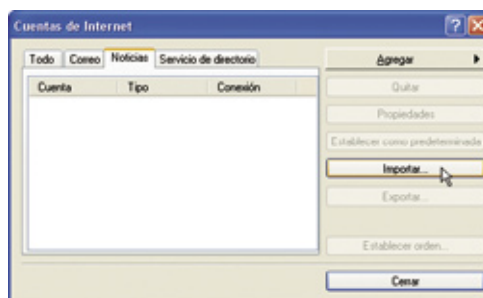 Cuentas de Internet
Todo Correo Noticias Servicio de directorio
Cuenta Tipo Conexión
Agregar
Quitar
Propiedades
Establecer como predeterminada
Importar...
Exportar...
Establecer orden...
Cerrar